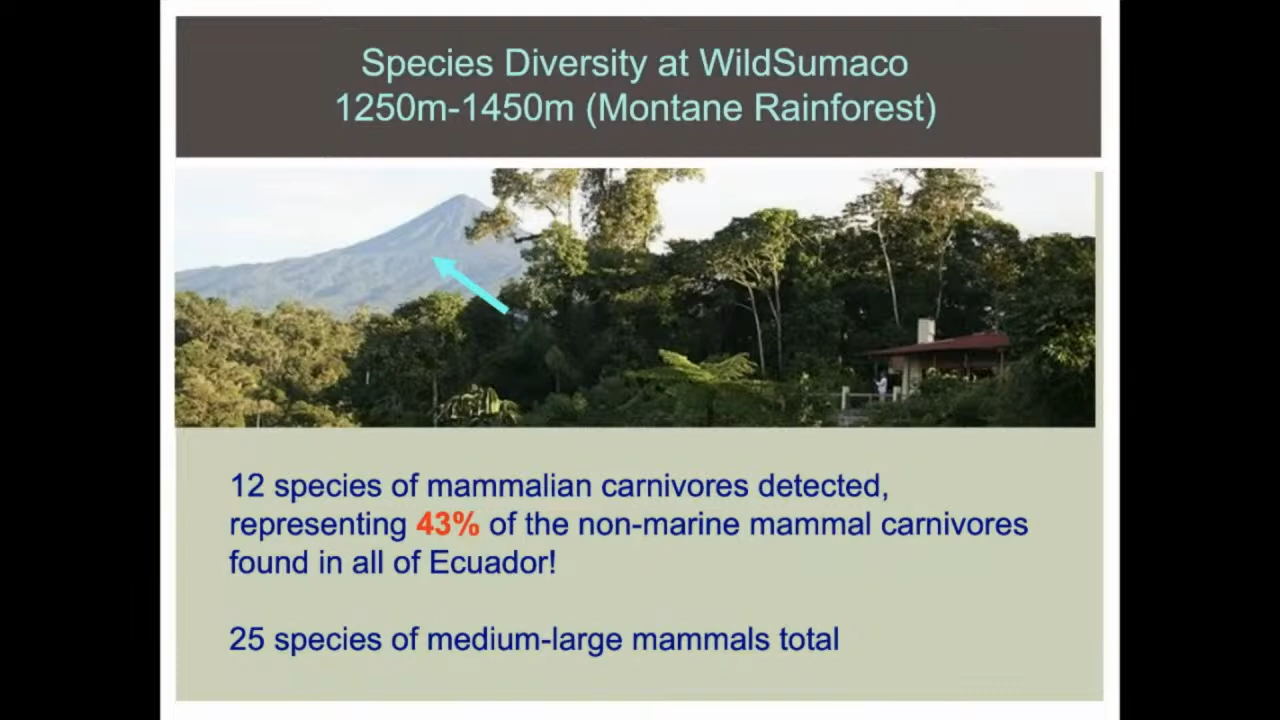 Species Diversity at WildSumaco
1250m-1450m (Montane Rainforest)
12 species of mammalian carnivores detected,
representing 43% of the non-marine mammal carnivores
found in all of Ecuador!
25 species of medium-large mammals total